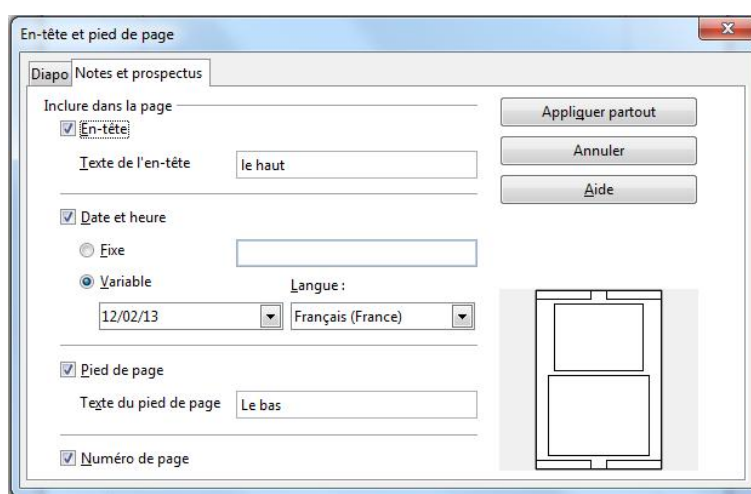 En-tête et pied de page
Diapo Notes et prospectus
Inclure dans la page
En-tête
Texte de l'en-tête le haut
Date et heure
Fixe
Variable Langue :
12/02/13 Français (France)
Pied de page
Texte du pied de page Le bas
Numéro de page
Appliquer partout
Annuler
Aide